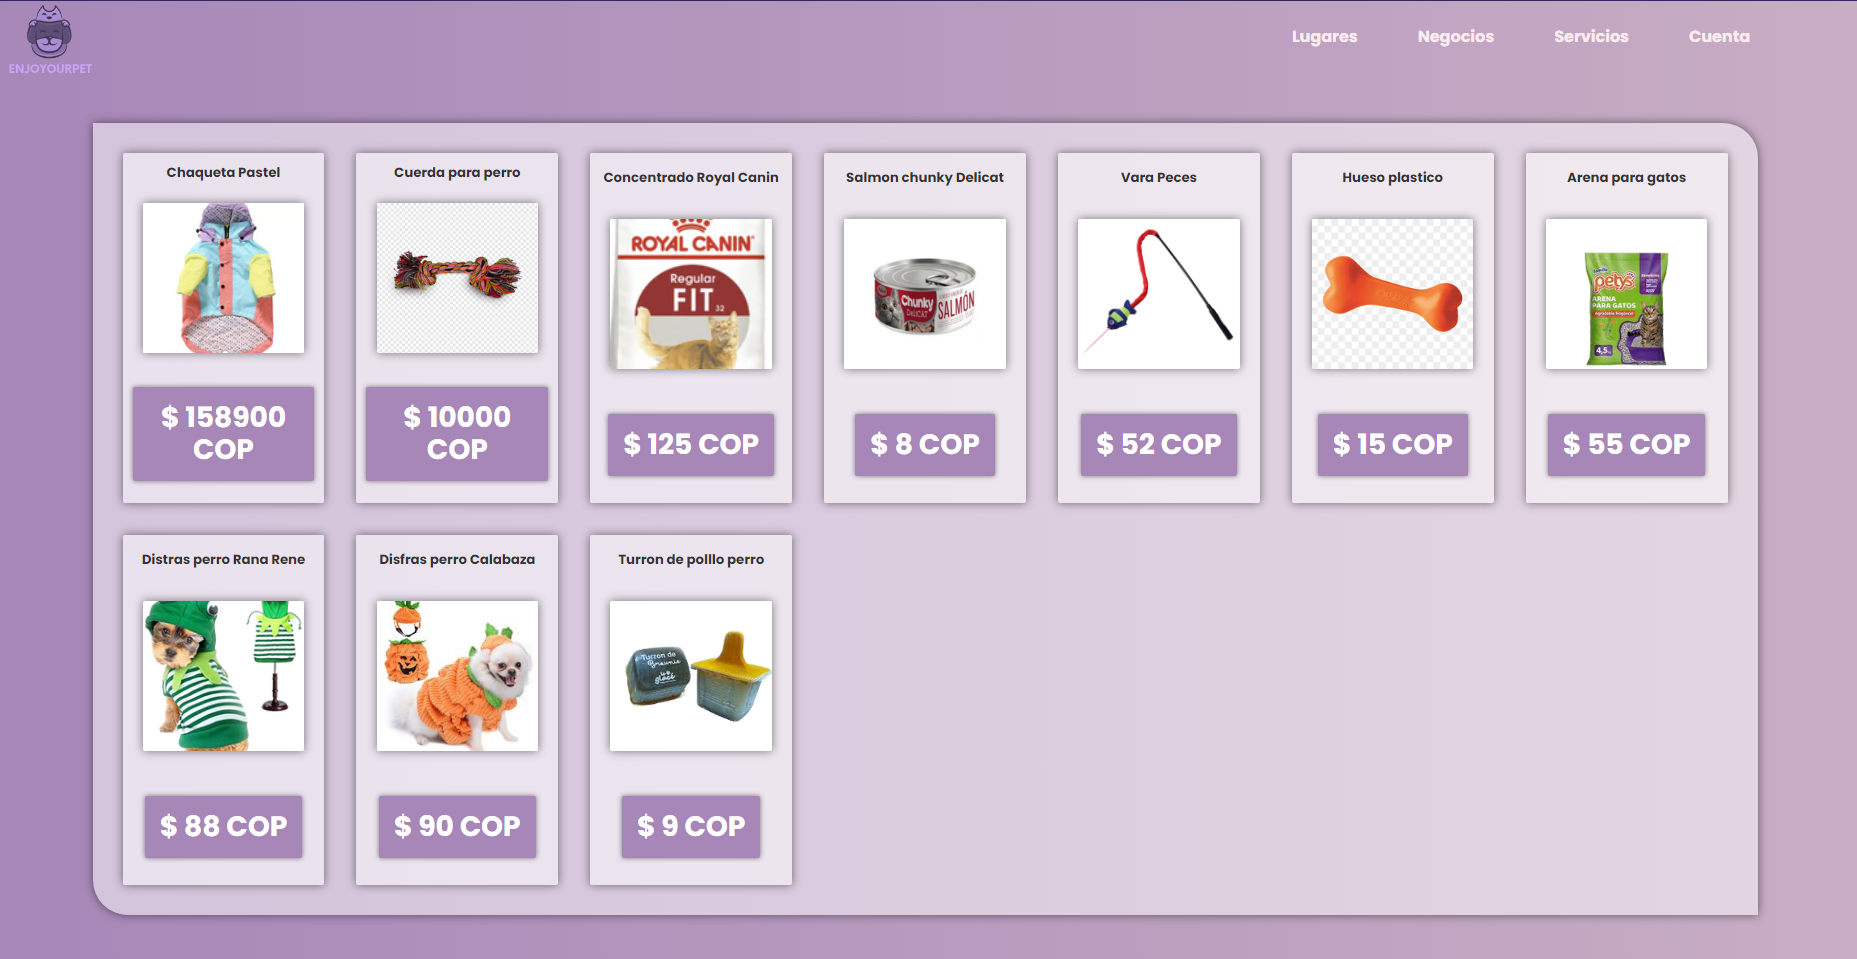 ENJOYOURPET
Lugares Negocios Servicios Cuenta
Chaqueta Pastel
$ 158900
COP
Cuerda para perro
$ 10000
COP
Concentrado Royal Canin
ROYAL CANIN
Regular
FIT 32
$ 125 COP
Salmon chunky Delicat
Chunky
DeliCAT
SALMÓN
$ 8 COP
Vara Peces
$ 52 COP
Hueso plastico
$ 15 COP
Arena para gatos
petys
ARENA
PARA GATOS
4,5
$ 55 COP
Distras perro Rana Rene
$ 88 COP
Disfras perro Calabaza
$ 90 COP
Turron de polllo perro
Turron de
Brownie
glacé
$ 9 COP